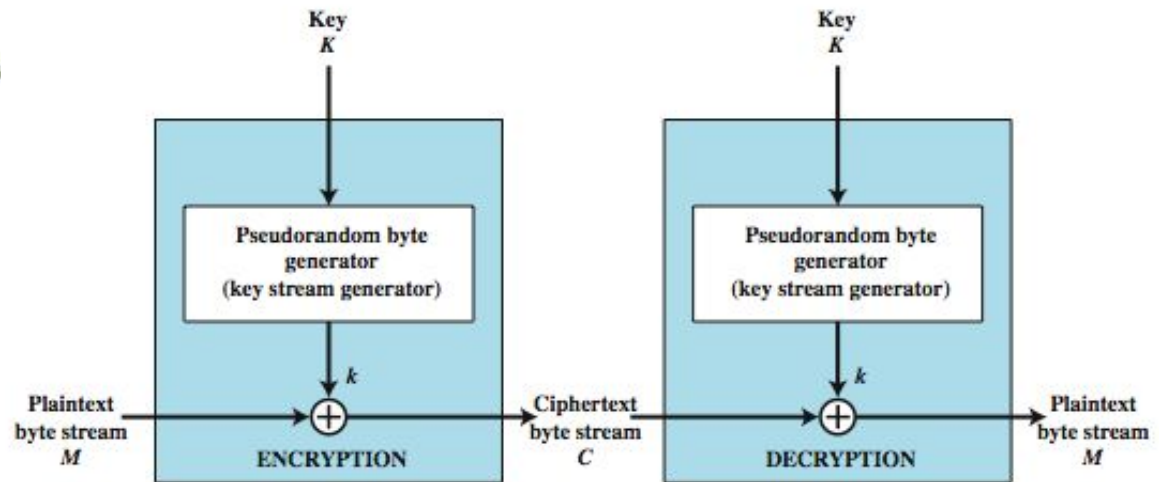 Key
K
Key
K
Pseudorandom byte
generator
(key stream generator)
Pseudorandom byte
generator
(key stream generator)
k
k
Plaintext
byte stream
M
ENCRYPTION
Ciphertext
byte stream
C
DECRYPTION
Plaintext
byte stream
M